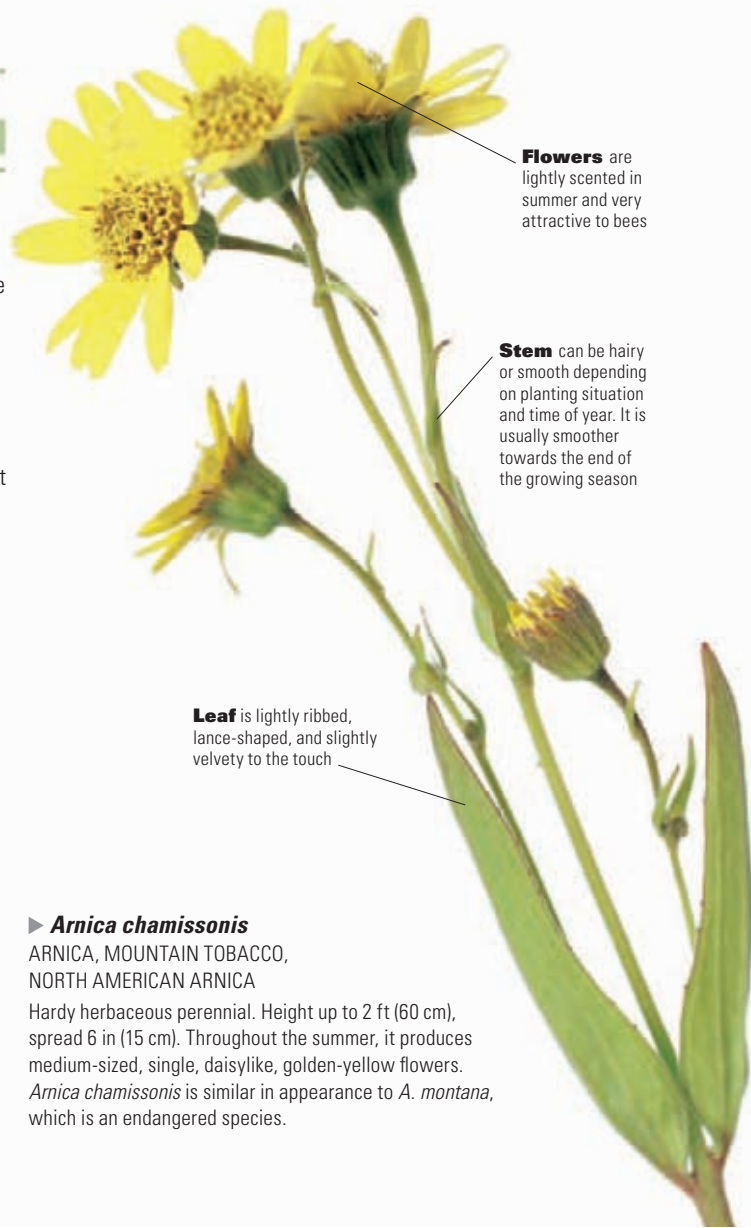 e
t
Flowers are
lightly scented in
summer and very
attractive to bees
Stem can be hairy
or smooth depending
on planting situation
and time of year. It is
usually smoother
towards the end of
the growing season
Leaf is lightly ribbed,
lance-shaped, and slightly
velvety to the touch
▶ Arnica chamissonis
ARNICA, MOUNTAIN TOBACCO,
NORTH AMERICAN ARNICA
Hardy herbaceous perennial. Height up to 2 ft (60 cm),
spread 6 in (15 cm). Throughout the summer, it produces
medium-sized, single, daisylike, golden-yellow flowers.
Arnica chamissonis is similar in appearance to A. montana,
which is an endangered species.